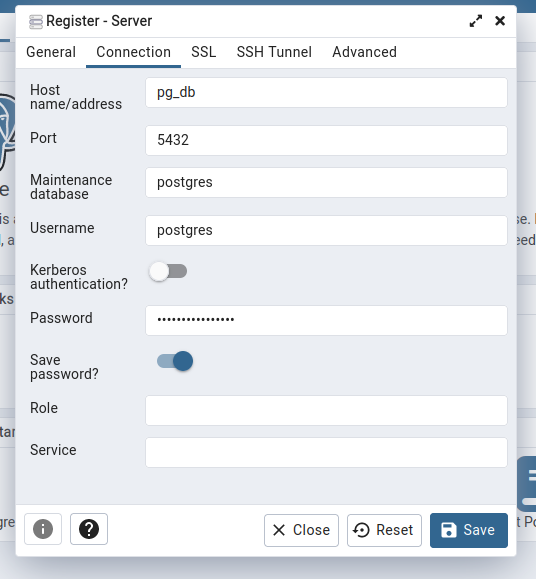 Register - Server
General Connection SSL SSH Tunnel Advanced
Host name/address
pg_db
Port
5432
Maintenance database
postgres
Username
postgres
Kerberos authentication?
Password
••••••••••••••••
Save password?
Role
Service
Close Reset Save